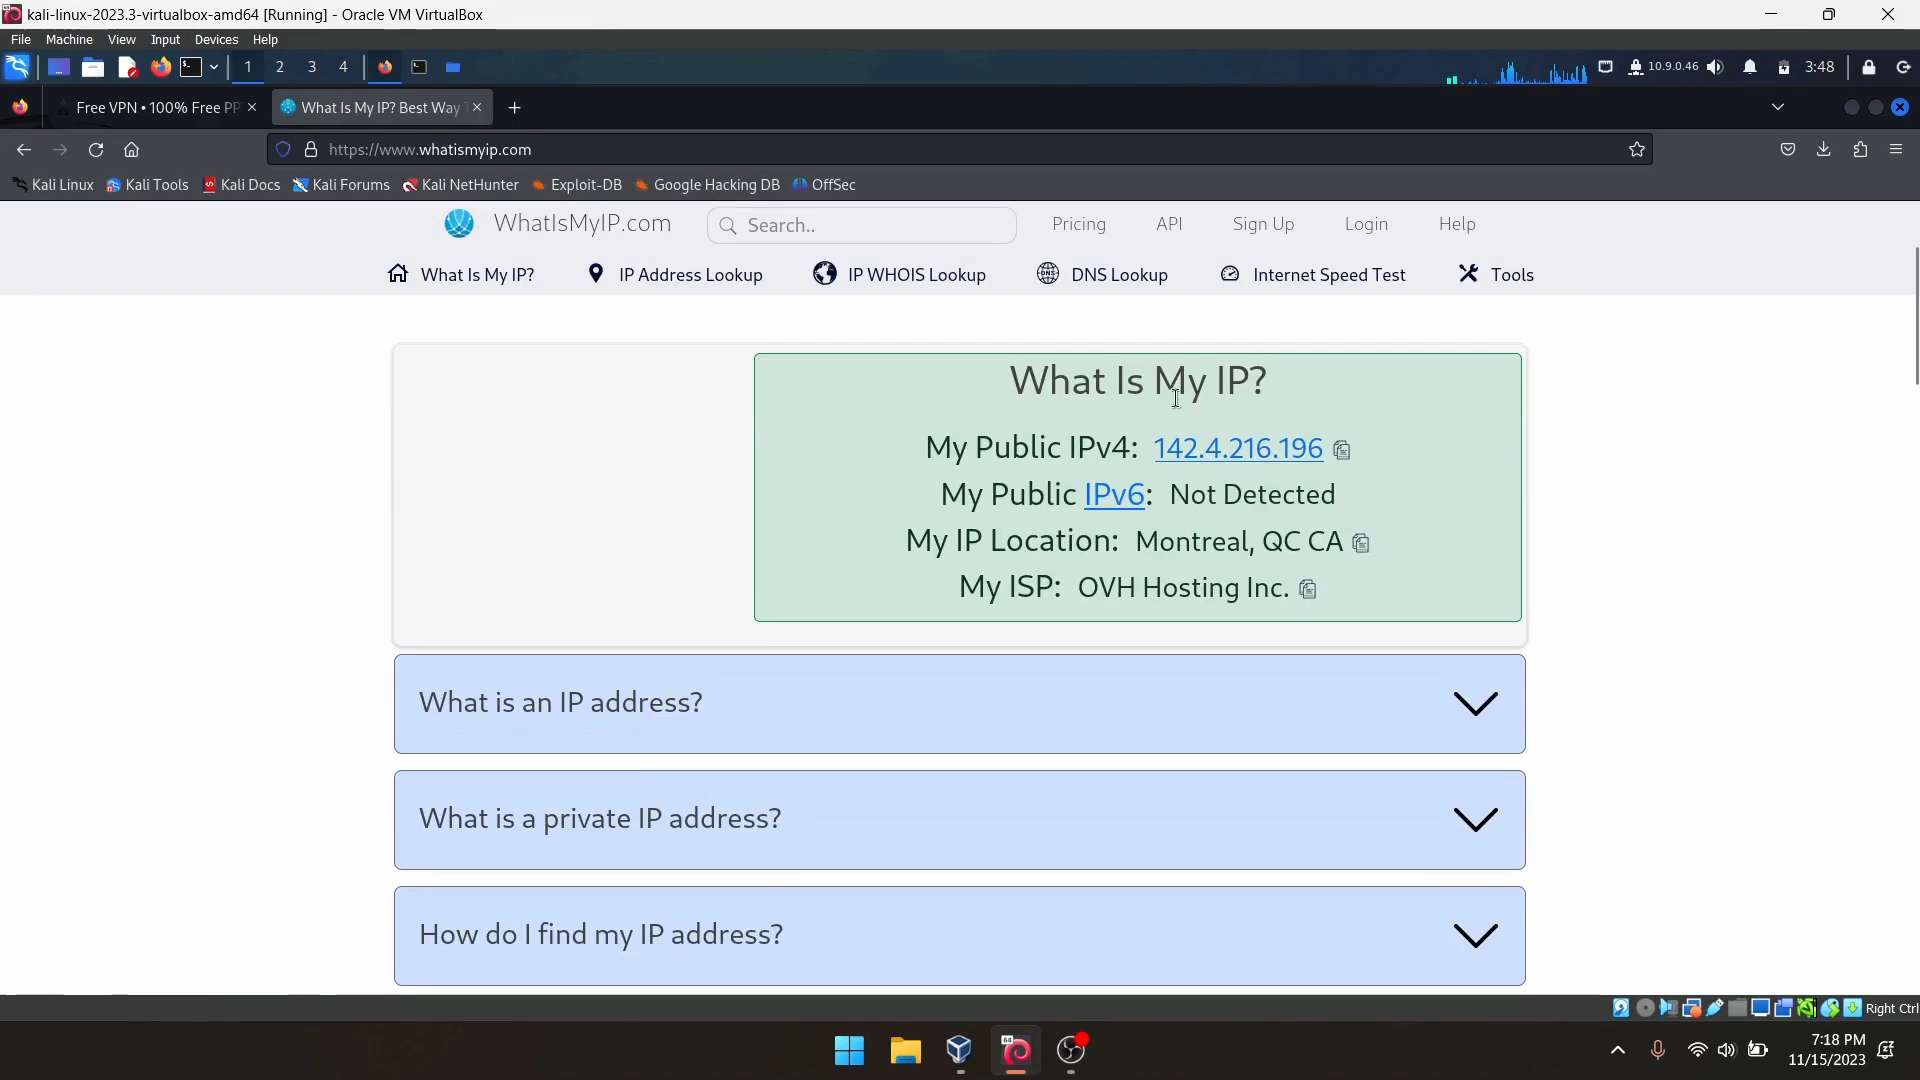 kali-linux-2023.3-virtualbox-amd64 [Running] - Oracle VM VirtualBox
File Machine View Input Devices Help
1 2 3 4 10.9.0.46 3:48
Free VPN • 100% Free PP What Is My IP? Best Way T
https://www.whatismyip.com
Kali Linux Kali Tools Kali Docs Kali Forums Kali NetHunter Exploit-DB Google Hacking DB OffSec
WhatIsMyIP.com Search.. Pricing API Sign Up Login Help
What Is My IP? IP Address Lookup IP WHOIS Lookup DNS DNS Lookup Internet Speed Test Tools
What Is My IP?
My Public IPv4: 142.4.216.196
My Public IPv6: Not Detected
My IP Location: Montreal, QC CA
My ISP: OVH Hosting Inc.
What is an IP address?
What is a private IP address?
How do I find my IP address?
Right Ctrl
64
7:18 PM
11/15/2023